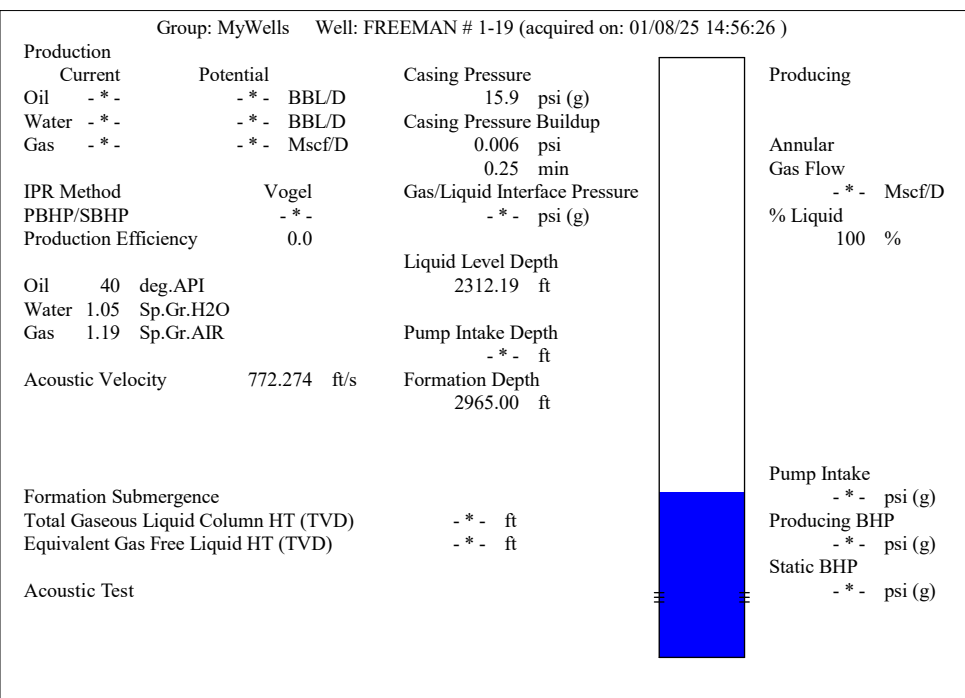 Group: MyWells Well: FREEMAN # 1-19 (acquired on: 01/08/25 14:56:26 )
Production
Current Potential
Oil - * - - * - BBL/D
Water - * - - * - BBL/D
Gas - * - - * - Mscf/D
IPR Method Vogel
PBHP/SBHP - * -
Production Efficiency 0.0
Oil 40 deg.API
Water 1.05 Sp.Gr.H2O
Gas 1.19 Sp.Gr.AIR
Acoustic Velocity 772.274 ft/s
Formation Submergence
Total Gaseous Liquid Column HT (TVD) - * - ft
Equivalent Gas Free Liquid HT (TVD) - * - ft
Acoustic Test
Casing Pressure
15.9 psi (g)
Casing Pressure Buildup
0.006 psi
0.25 min
Gas/Liquid Interface Pressure
- * - psi (g)
Liquid Level Depth
2312.19 ft
Pump Intake Depth
- * - ft
Formation Depth
2965.00 ft
Producing
Annular
Gas Flow
- * - Mscf/D
% Liquid
100 %
Pump Intake
- * - psi (g)
Producing BHP
- * - psi (g)
Static BHP
- * - psi (g)